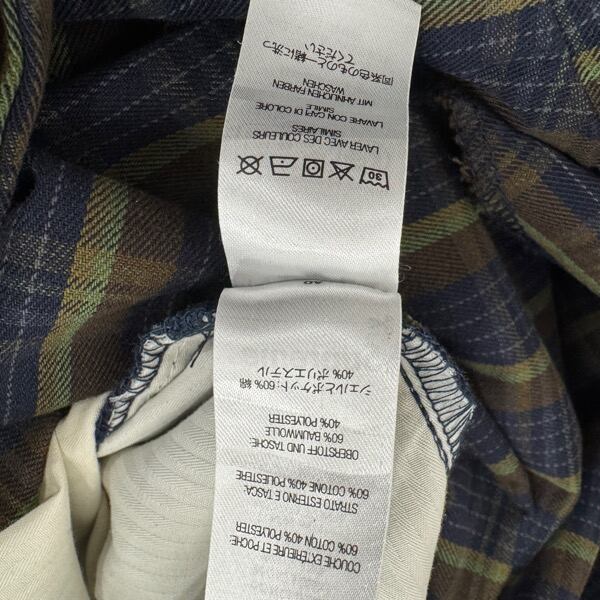 COUCHE EXTÉRIEURE ET POCHE:
60% COTON 40% POLYESTER
STRATO ESTERNO E TASCA:
60% COTONE 40% POLIESTERE
OBERSTOFF UND TASCHE:
60% BAUMWOLLE
40% POLYESTER
シェルとポケット: 60% 綿
40% ポリエステル
30
LAVER AVEC DES COULEURS
SIMILAIRES
LAVARE CON CAPI DI COLORE
SIMILE
MIT AHNLICHEN FARBEN
WASCHEN
同系色のものと一緒に洗っ
てください